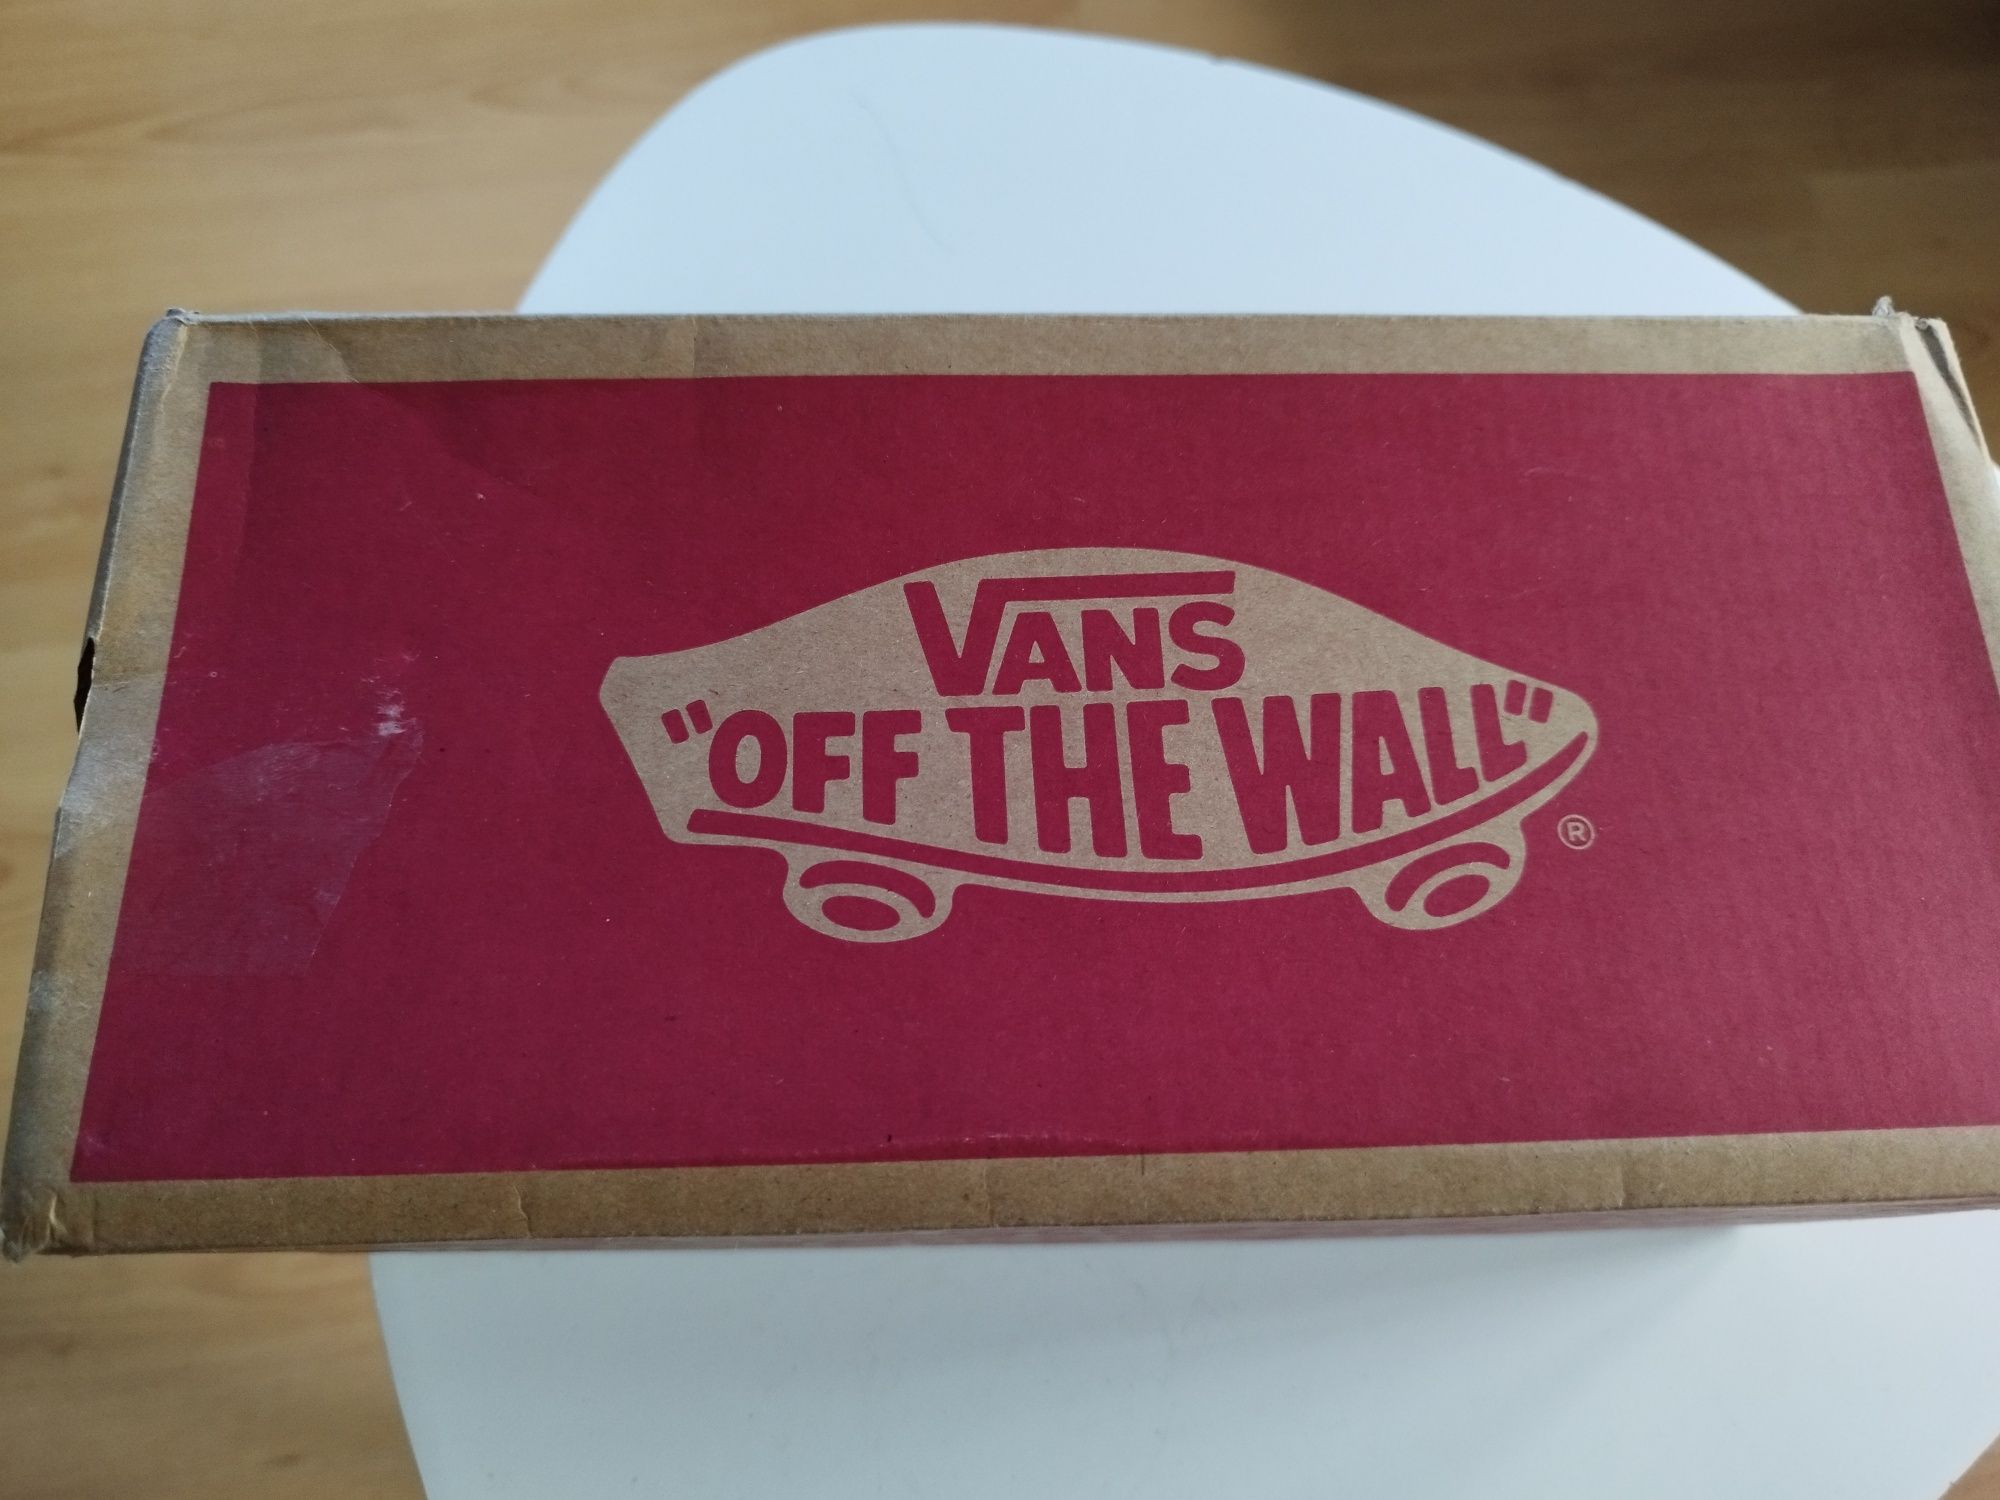 VANS
"OFF THE WALL"
®